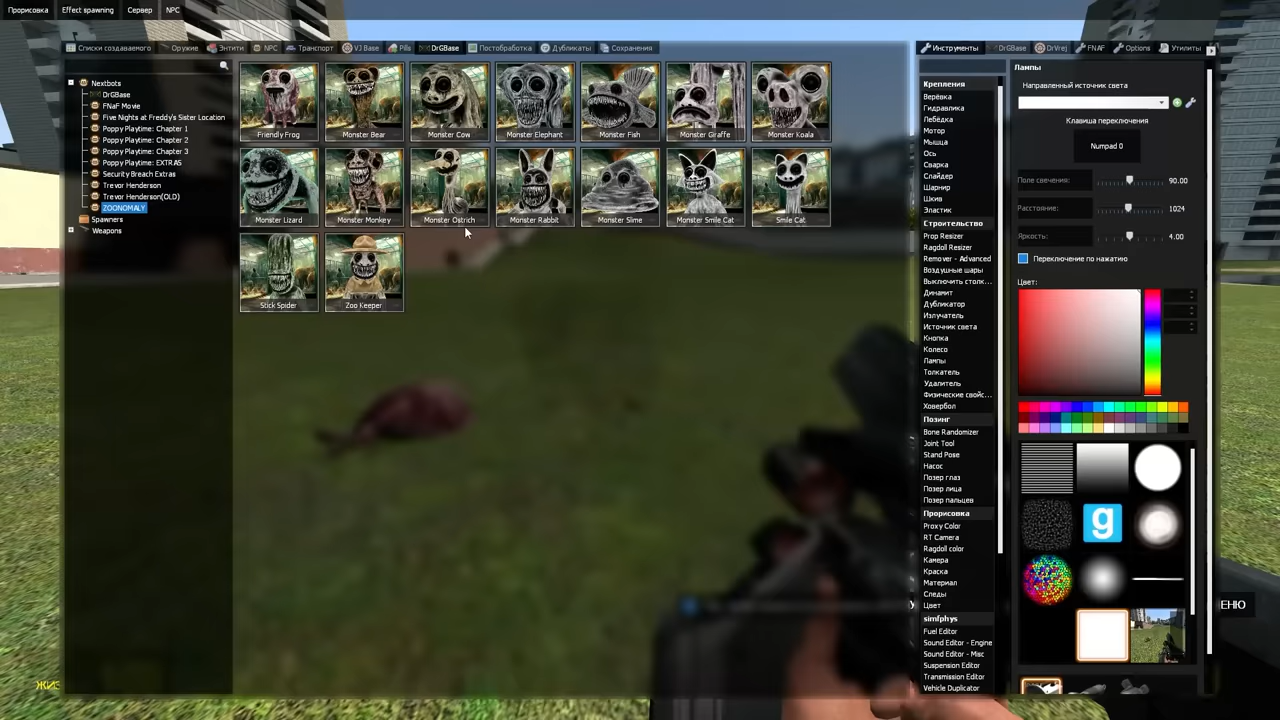 Прорисовка Effect spawning Сервер NPC
Списки создаваемого Оружие Энтити NPC Транспорт VJ Base Pills DrGBase Постобработка Дубликаты Сохранения
Nextbots
DrGBase
FNaF Movie
Five Nights at Freddy's Sister Location
Poppy Playtime: Chapter 1
Poppy Playtime: Chapter 2
Poppy Playtime: Chapter 3
Poppy Playtime: EXTRAS
Security Breach Extras
Trevor Henderson
Trevor Henderson(OLD)
ZOONOMALY
Spawners
Weapons
Friendly Frog
Monster Bear
Monster Cow
Monster Elephant
Monster Fish
Monster Giraffe
Monster Koala
Monster Lizard
Monster Monkey
Monster Ostrich
Monster Rabbit
Monster Slime
Monster Smile Cat
Smile Cat
Stick Spider
Zoo Keeper
Инструменты DrGBase DrVrej FNAF Options Утилиты
Крепления
Верёвка
Гидравлика
Лебёдка
Мотор
Мышца
Ось
Сварка
Слайдер
Шарнир
Шкив
Эластик
Строительство
Prop Resizer
Ragdoll Resizer
Remover - Advanced
Воздушные шары
Выключить столк...
Динамит
Дубликатор
Излучатель
Источник света
Кнопка
Колесо
Лампы
Толкатель
Удалитель
Физические свойс...
Ховербол
Позинг
Bone Randomizer
Joint Tool
Stand Pose
Насос
Позер глаз
Позер лица
Позер пальцев
Прорисовка
Proxy Color
RT Camera
Ragdoll color
Камера
Краска
Материал
Следы
Цвет
simfphys
Fuel Editor
Sound Editor - Engine
Sound Editor - Misc
Suspension Editor
Transmission Editor
Vehicle Duplicator
Лампы
Направленный источник света
Клавиша переключения
Numpad 0
Поле свечения: 90.00
Расстояние: 1024
Яркость: 4.00
Переключение по нажатию
Цвет:
g
ЕНЮ